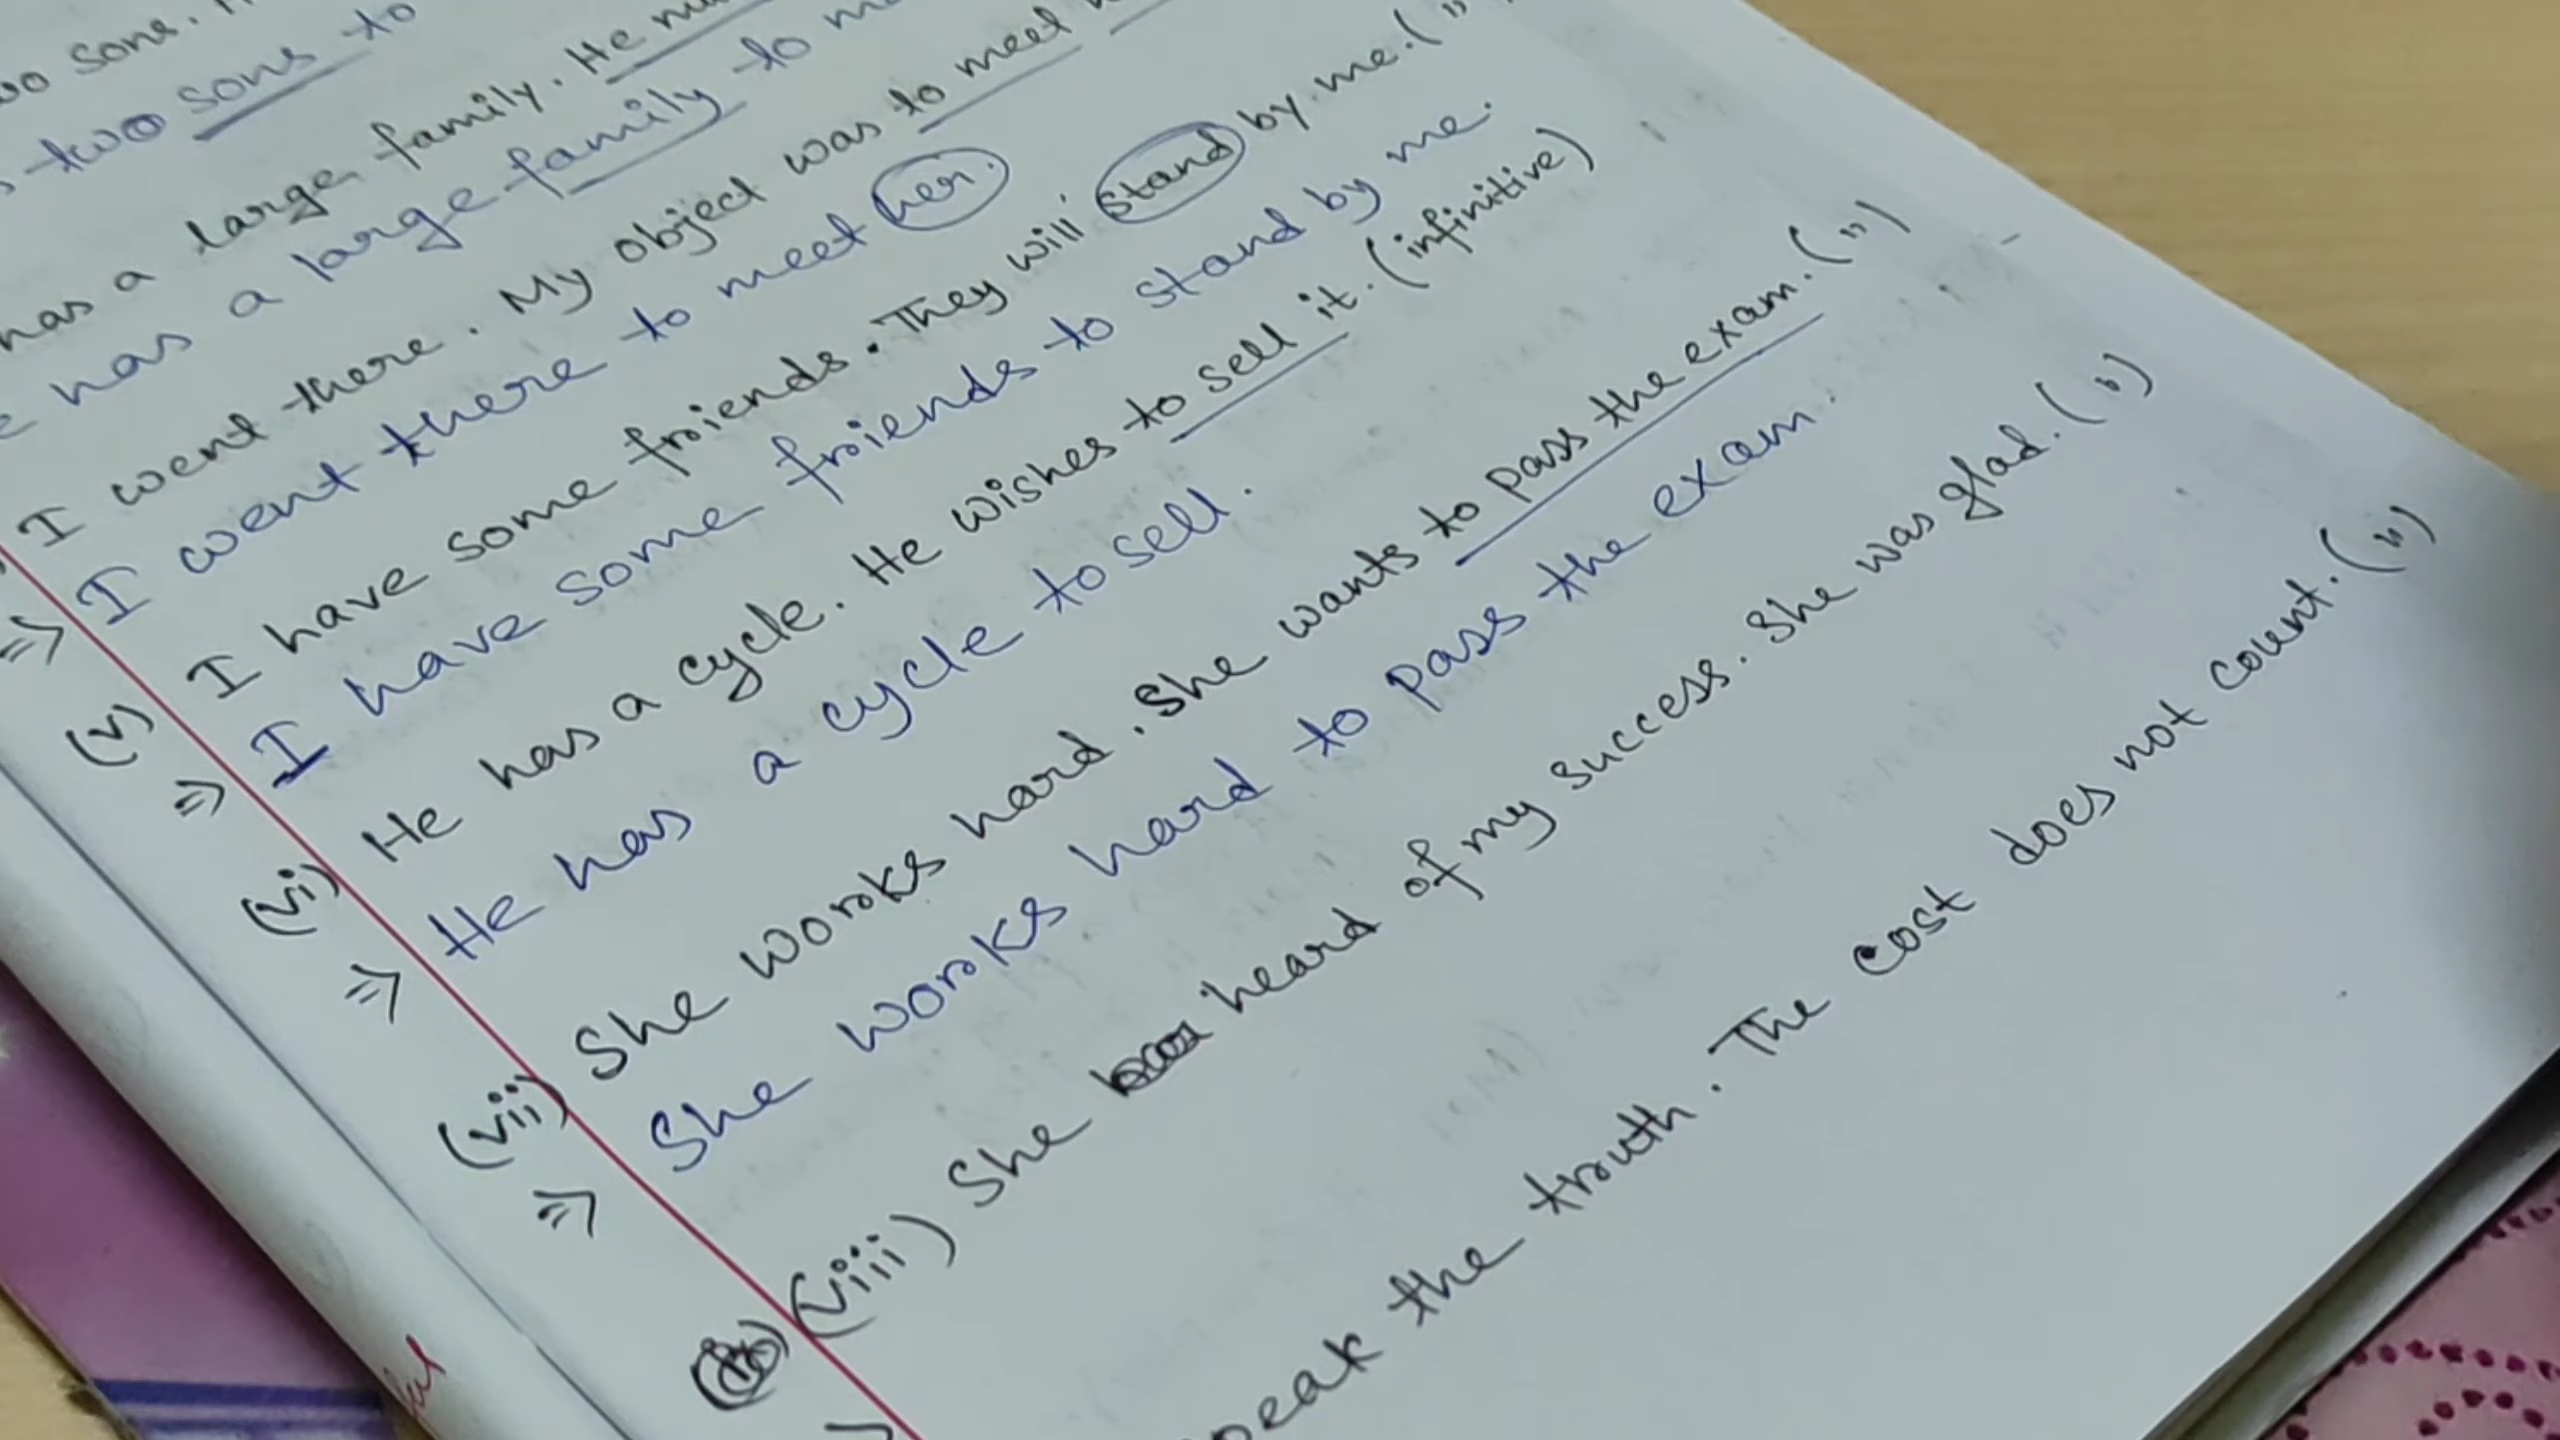 two sons.
two sons to
has a large family. He
has a large family to
I went there. My object was to meet
⇒ I went there to meet her.
(v) I have some friends. They will stand by me. (")
⇒ I have some friends to stand by me.
(vi) He has a cycle. He wishes to sell it. (infinitive)
⇒ He has a cycle to sell.
(vii) She works hard. She wants to pass the exam. (")
⇒ She works hard to pass the exam.
(viii) She heard of my success. She was glad. (")
speak the truth. The cost does not count. (")